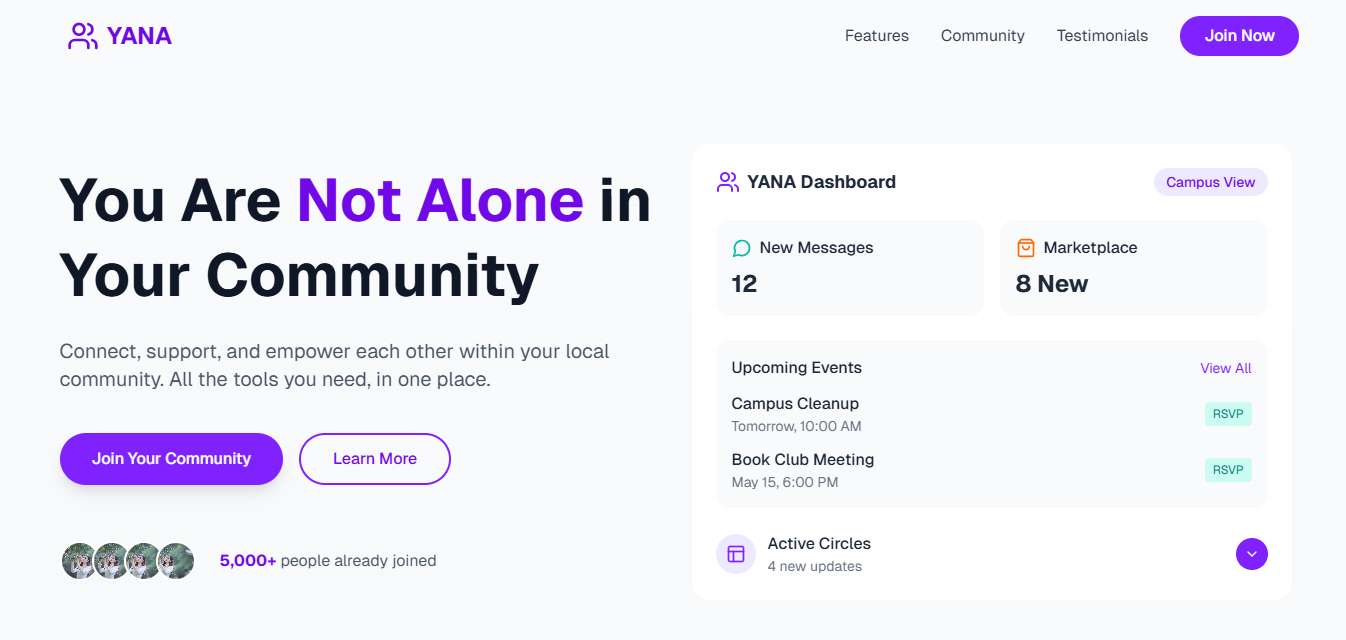 YANA
Features
Community
Testimonials
Join Now
You Are Not Alone in
Your Community
Connect, support, and empower each other within your local
community. All the tools you need, in one place.
Join Your Community
Learn More
5,000+ people already joined
YANA Dashboard
Campus View
New Messages
12
Marketplace
8 New
Upcoming Events
View All
Campus Cleanup
Tomorrow, 10:00 AM
RSVP
Book Club Meeting
May 15, 6:00 PM
RSVP
Active Circles
4 new updates